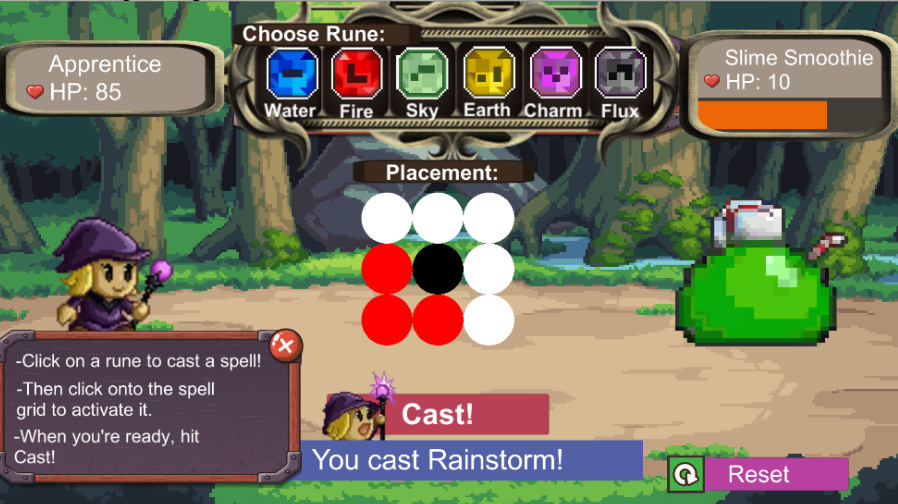 Choose Rune:
Apprentice
HP: 85
Slime Smoothie
HP: 10
Water
Fire
Sky
Earth
Charm
Flux
Placement:
-Click on a rune to cast a spell!
-Then click onto the spell
grid to activate it.
-When you're ready, hit
Cast!
Cast!
You cast Rainstorm!
Reset